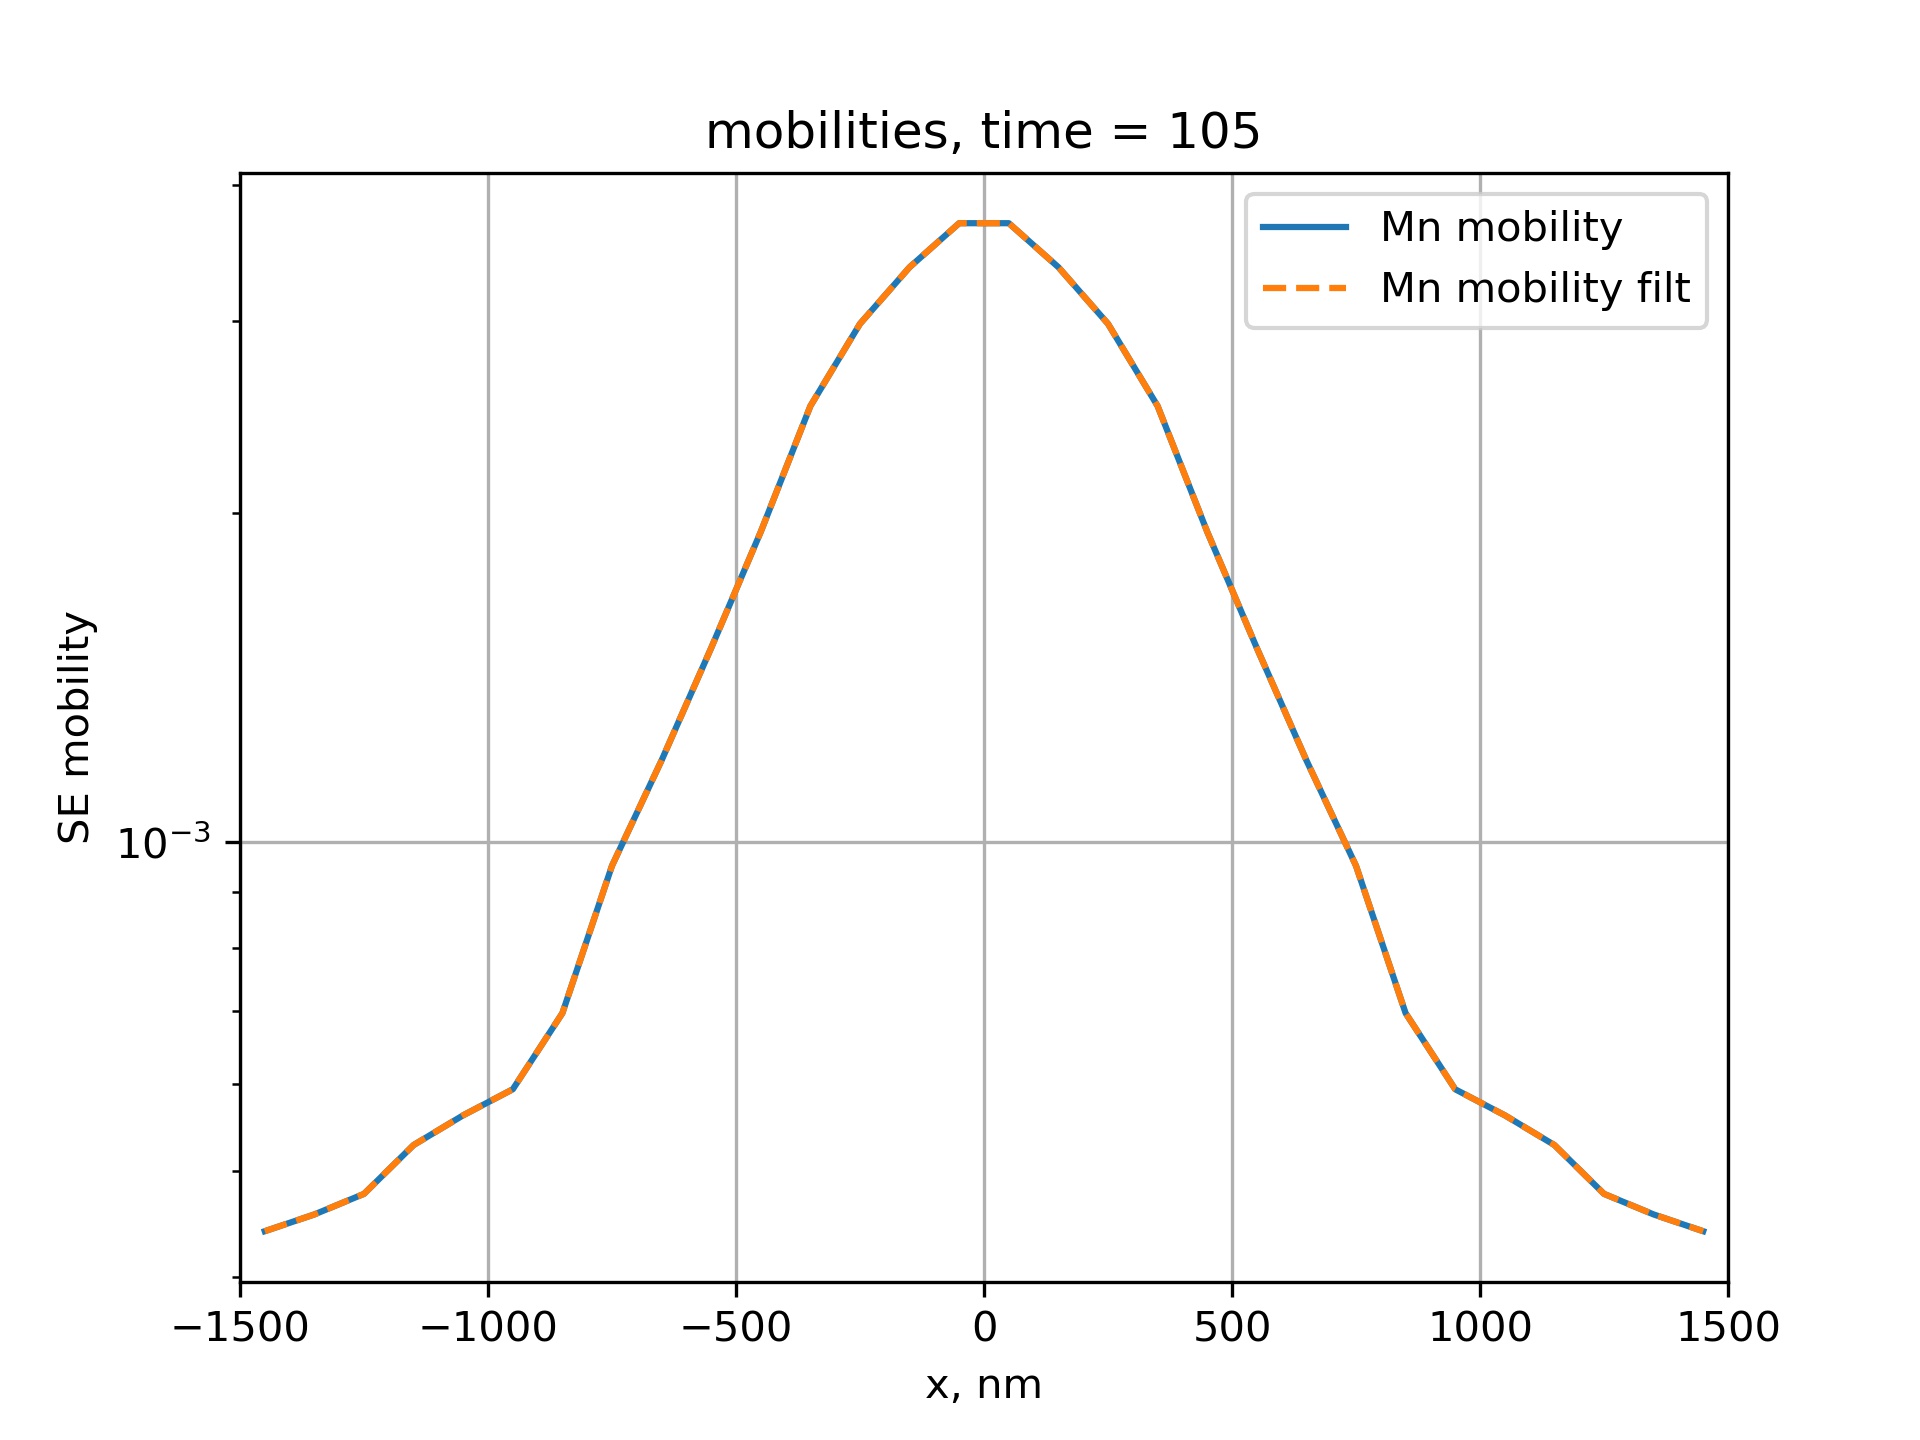 mobilities, time = 105
Mn mobility
Mn mobility filt
SE mobility
10⁻³
−1500 −1000 −500 0 500 1000 1500
x, nm